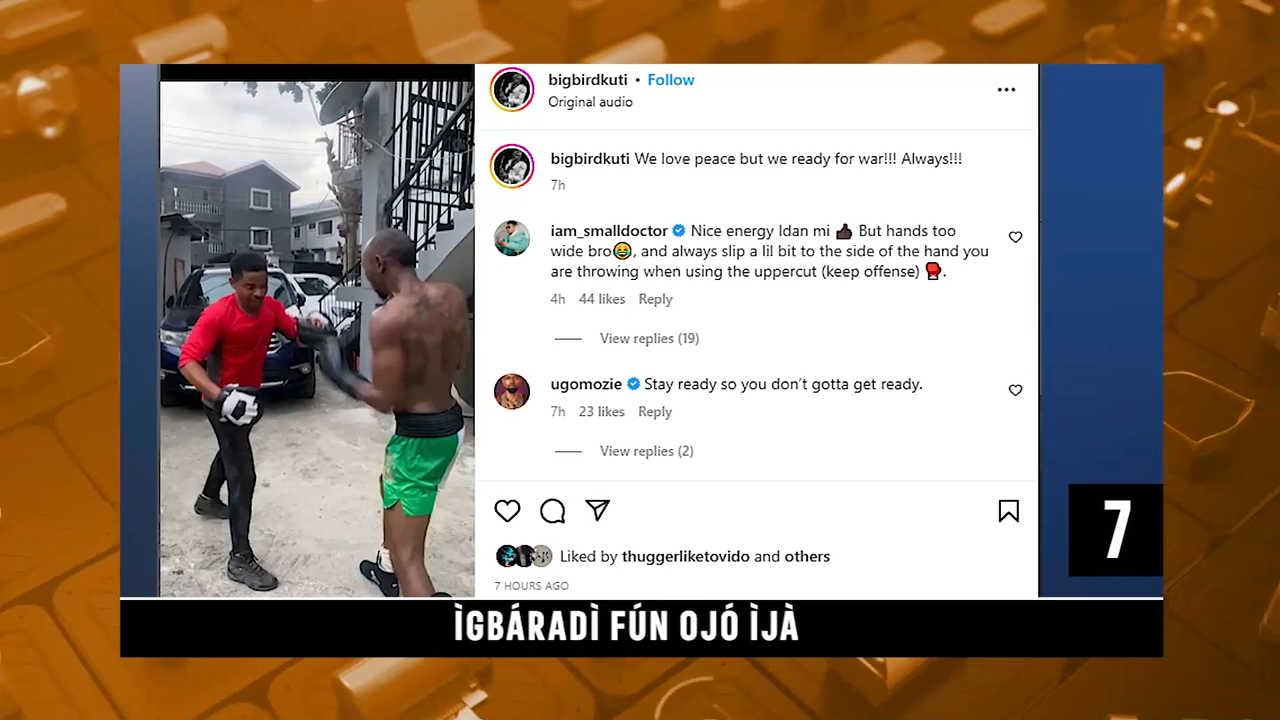 bigbirdkuti • Follow
Original audio
bigbirdkuti We love peace but we ready for war!!! Always!!!
7h
iam_smalldoctor Nice energy Idan mi 👍🏿 But hands too
wide bro😂, and always slip a lil bit to the side of the hand you
are throwing when using the uppercut (keep offense) 🥊.
4h 44 likes Reply
View replies (19)
ugomozie Stay ready so you don’t gotta get ready.
7h 23 likes Reply
View replies (2)
Liked by thuggerliketovido and others
7 HOURS AGO
7
ÌGBÁRADÌ FÚN OJÓ ÌJÀ